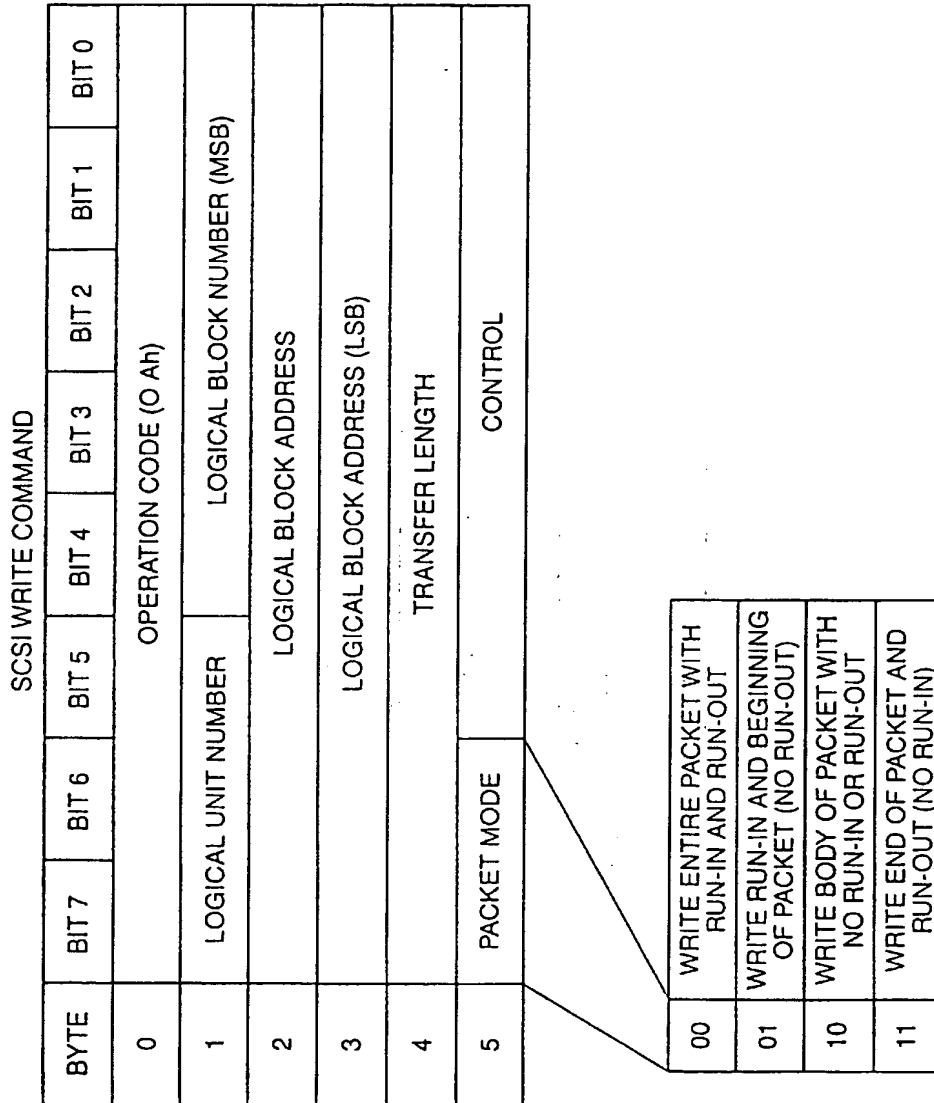 SCSI WRITE COMMAND
BYTE BIT 7 BIT 6 BIT 5 BIT 4 BIT 3 BIT 2 BIT 1 BIT 0
0 OPERATION CODE (O Ah)
1 LOGICAL UNIT NUMBER LOGICAL BLOCK NUMBER (MSB)
2 LOGICAL BLOCK ADDRESS
3 LOGICAL BLOCK ADDRESS (LSB)
4 TRANSFER LENGTH
5 PACKET MODE CONTROL
00 WRITE ENTIRE PACKET WITH
RUN-IN AND RUN-OUT
01 WRITE RUN-IN AND BEGINNING
OF PACKET (NO RUN-OUT)
10 WRITE BODY OF PACKET WITH
NO RUN-IN OR RUN-OUT
11 WRITE END OF PACKET AND
RUN-OUT (NO RUN-IN)